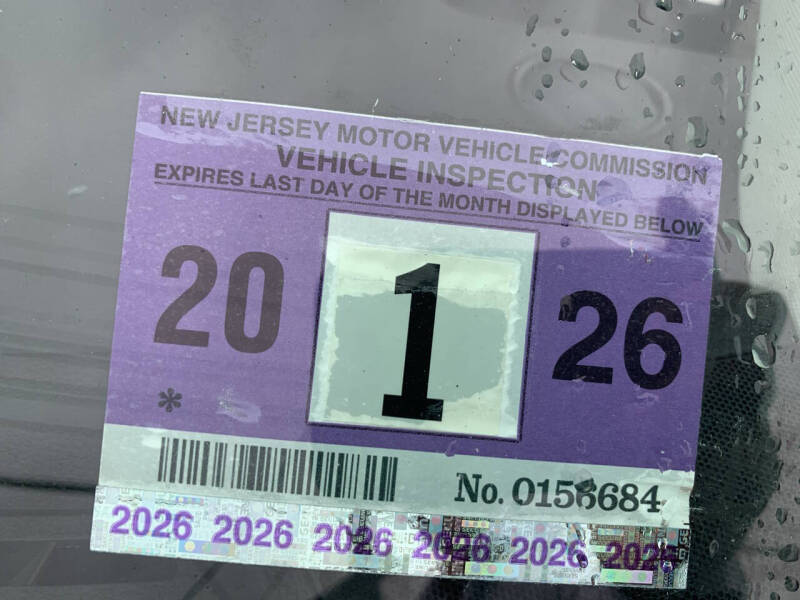 NEW JERSEY MOTOR VEHICLE COMMISSION
VEHICLE INSPECTION
EXPIRES LAST DAY OF THE MONTH DISPLAYED BELOW
20 1 26
*
No. 0156684
2026 2026 2026 2026 2026 2026